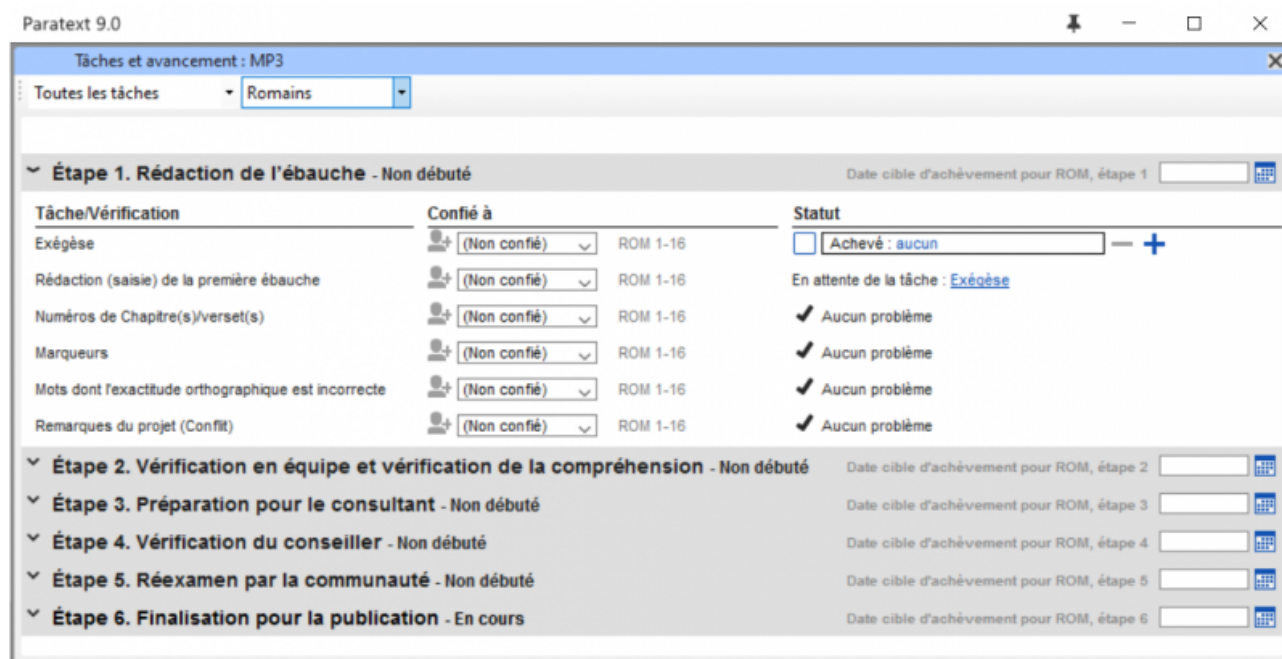 Paratext 9.0
Tâches et avancement : MP3
Toutes les tâches Romains
Étape 1. Rédaction de l'ébauche - Non débuté Date cible d'achèvement pour ROM, étape 1
Tâche/Vérification Confié à Statut
Exégèse (Non confié) ROM 1-16 Achevé : aucun
Rédaction (saisie) de la première ébauche (Non confié) ROM 1-16 En attente de la tâche : Exégèse
Numéros de Chapitre(s)/verset(s) (Non confié) ROM 1-16 Aucun problème
Marqueurs (Non confié) ROM 1-16 Aucun problème
Mots dont l'exactitude orthographique est incorrecte (Non confié) ROM 1-16 Aucun problème
Remarques du projet (Conflit) (Non confié) ROM 1-16 Aucun problème
Étape 2. Vérification en équipe et vérification de la compréhension - Non débuté Date cible d'achèvement pour ROM, étape 2
Étape 3. Préparation pour le consultant - Non débuté Date cible d'achèvement pour ROM, étape 3
Étape 4. Vérification du conseiller - Non débuté Date cible d'achèvement pour ROM, étape 4
Étape 5. Réexamen par la communauté - Non débuté Date cible d'achèvement pour ROM, étape 5
Étape 6. Finalisation pour la publication - En cours Date cible d'achèvement pour ROM, étape 6